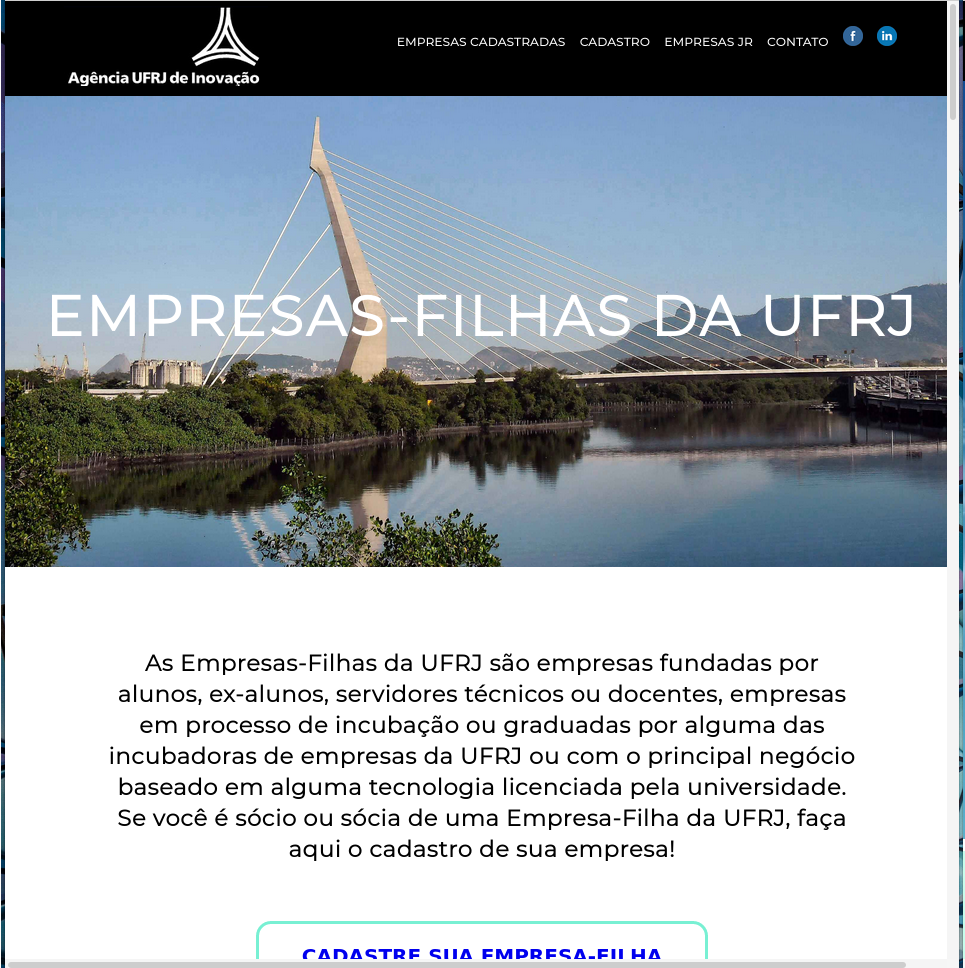 Agência UFRJ de Inovação
EMPRESAS CADASTRADAS CADASTRO EMPRESAS JR CONTATO f in
EMPRESAS-FILHAS DA UFRJ
As Empresas-Filhas da UFRJ são empresas fundadas por
alunos, ex-alunos, servidores técnicos ou docentes, empresas
em processo de incubação ou graduadas por alguma das
incubadoras de empresas da UFRJ ou com o principal negócio
baseado em alguma tecnologia licenciada pela universidade.
Se você é sócio ou sócia de uma Empresa-Filha da UFRJ, faça
aqui o cadastro de sua empresa!
CADASTRE SUA EMPRESA-FILHA